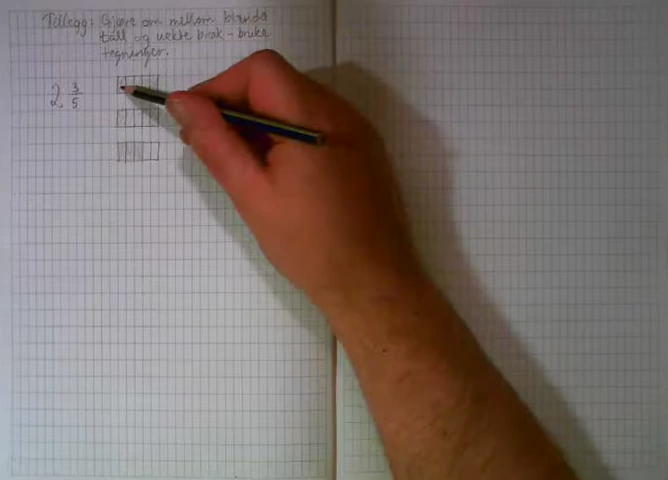 Tillegg: Gjøre om mellom blanda
tall og uekte brøk - bruke
tegninger.
2 3/5